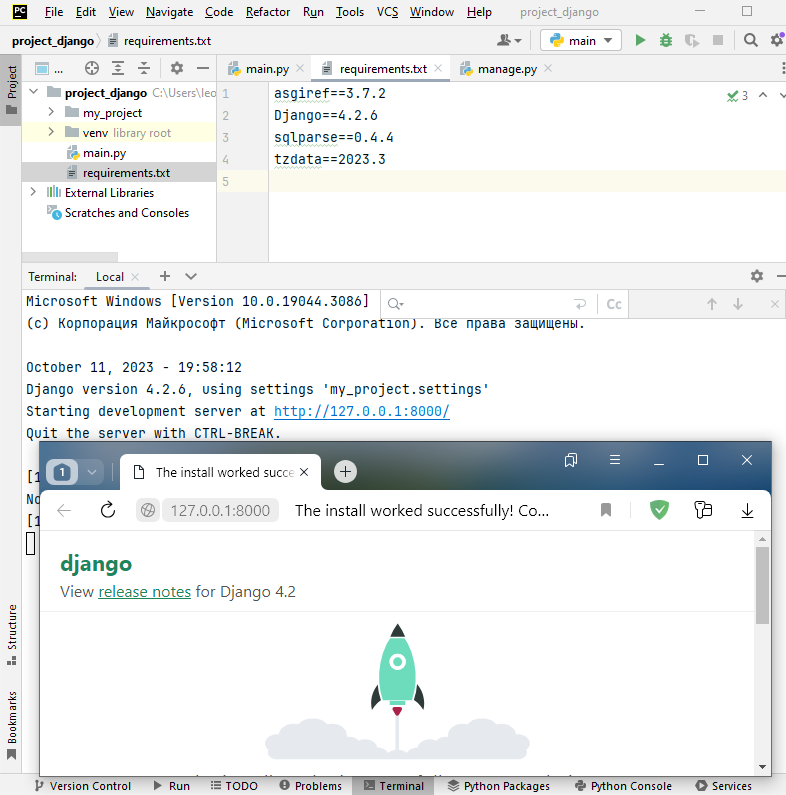 PC File Edit View Navigate Code Refactor Run Tools VCS Window Help project_django
project_django requirements.txt main
Project
... main.py requirements.txt manage.py
project_django C:\Users\leo
my_project
venv library root
main.py
requirements.txt
External Libraries
Scratches and Consoles
1 asgiref==3.7.2
2 Django==4.2.6
3 sqlparse==0.4.4
4 tzdata==2023.3
5
3
Terminal: Local
Microsoft Windows [Version 10.0.19044.3086]
Cc
(c) Корпорация Майкрософт (Microsoft Corporation). Все права защищены.
October 11, 2023 - 19:58:12
Django version 4.2.6, using settings 'my_project.settings'
Starting development server at http://127.0.0.1:8000/
Quit the server with CTRL-BREAK.
[1
No
[1
1 The install worked succe
127.0.0.1:8000 The install worked successfully! Co...
django
View release notes for Django 4.2
Structure
Bookmarks
Version Control Run TODO Problems Terminal Python Packages Python Console Services